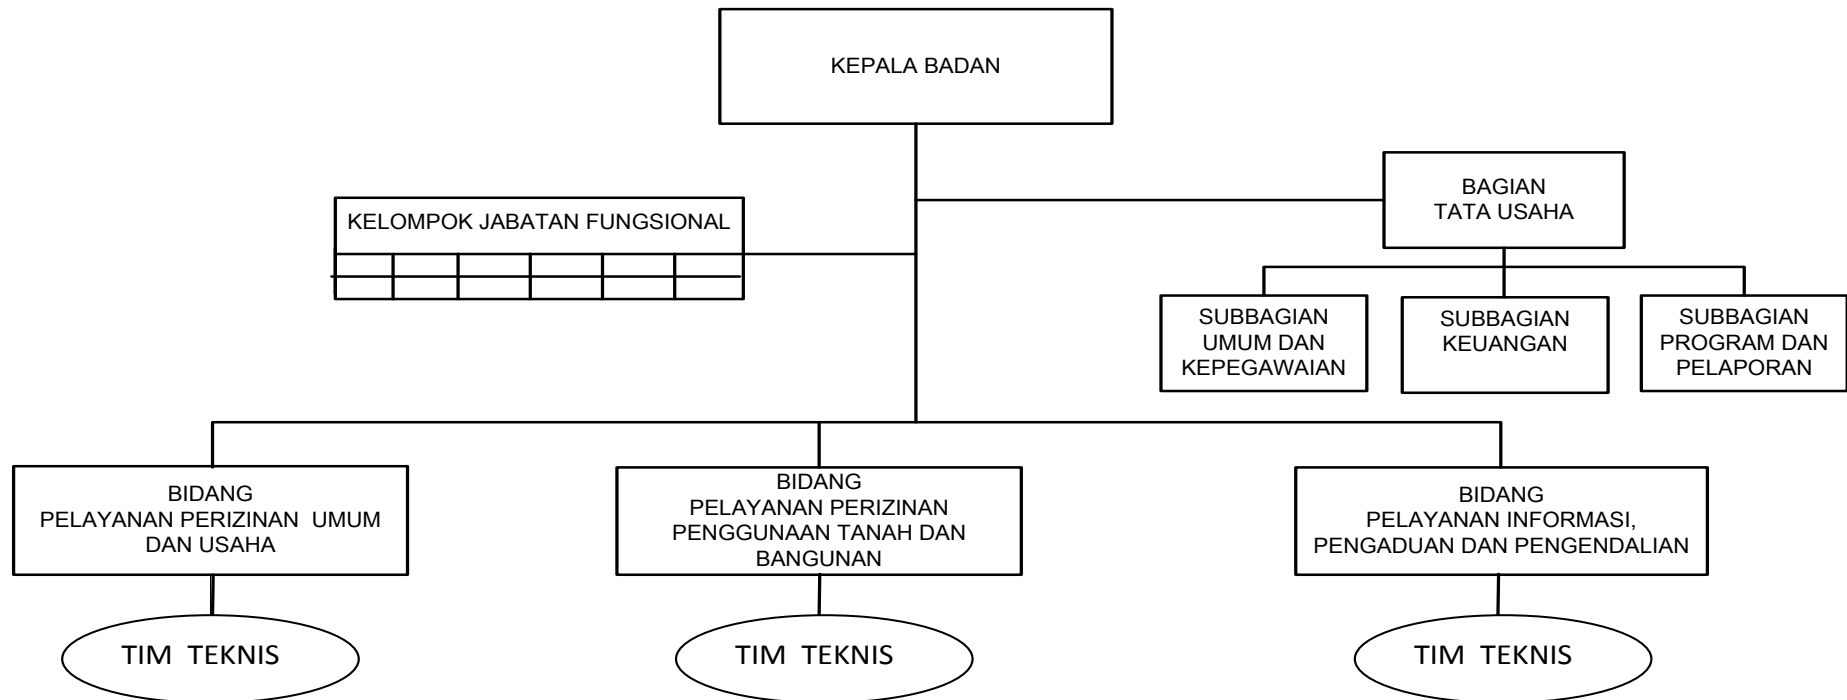 KEPALA BADAN
BAGIAN
TATA USAHA
KELOMPOK JABATAN FUNGSIONAL
SUBBAGIAN
UMUM DAN
KEPEGAWAIAN
SUBBAGIAN
KEUANGAN
SUBBAGIAN
PROGRAM DAN
PELAPORAN
BIDANG
PELAYANAN PERIZINAN UMUM
DAN USAHA
BIDANG
PELAYANAN PERIZINAN
PENGGUNAAN TANAH DAN
BANGUNAN
BIDANG
PELAYANAN INFORMASI,
PENGADUAN DAN PENGENDALIAN
TIM TEKNIS
TIM TEKNIS
TIM TEKNIS